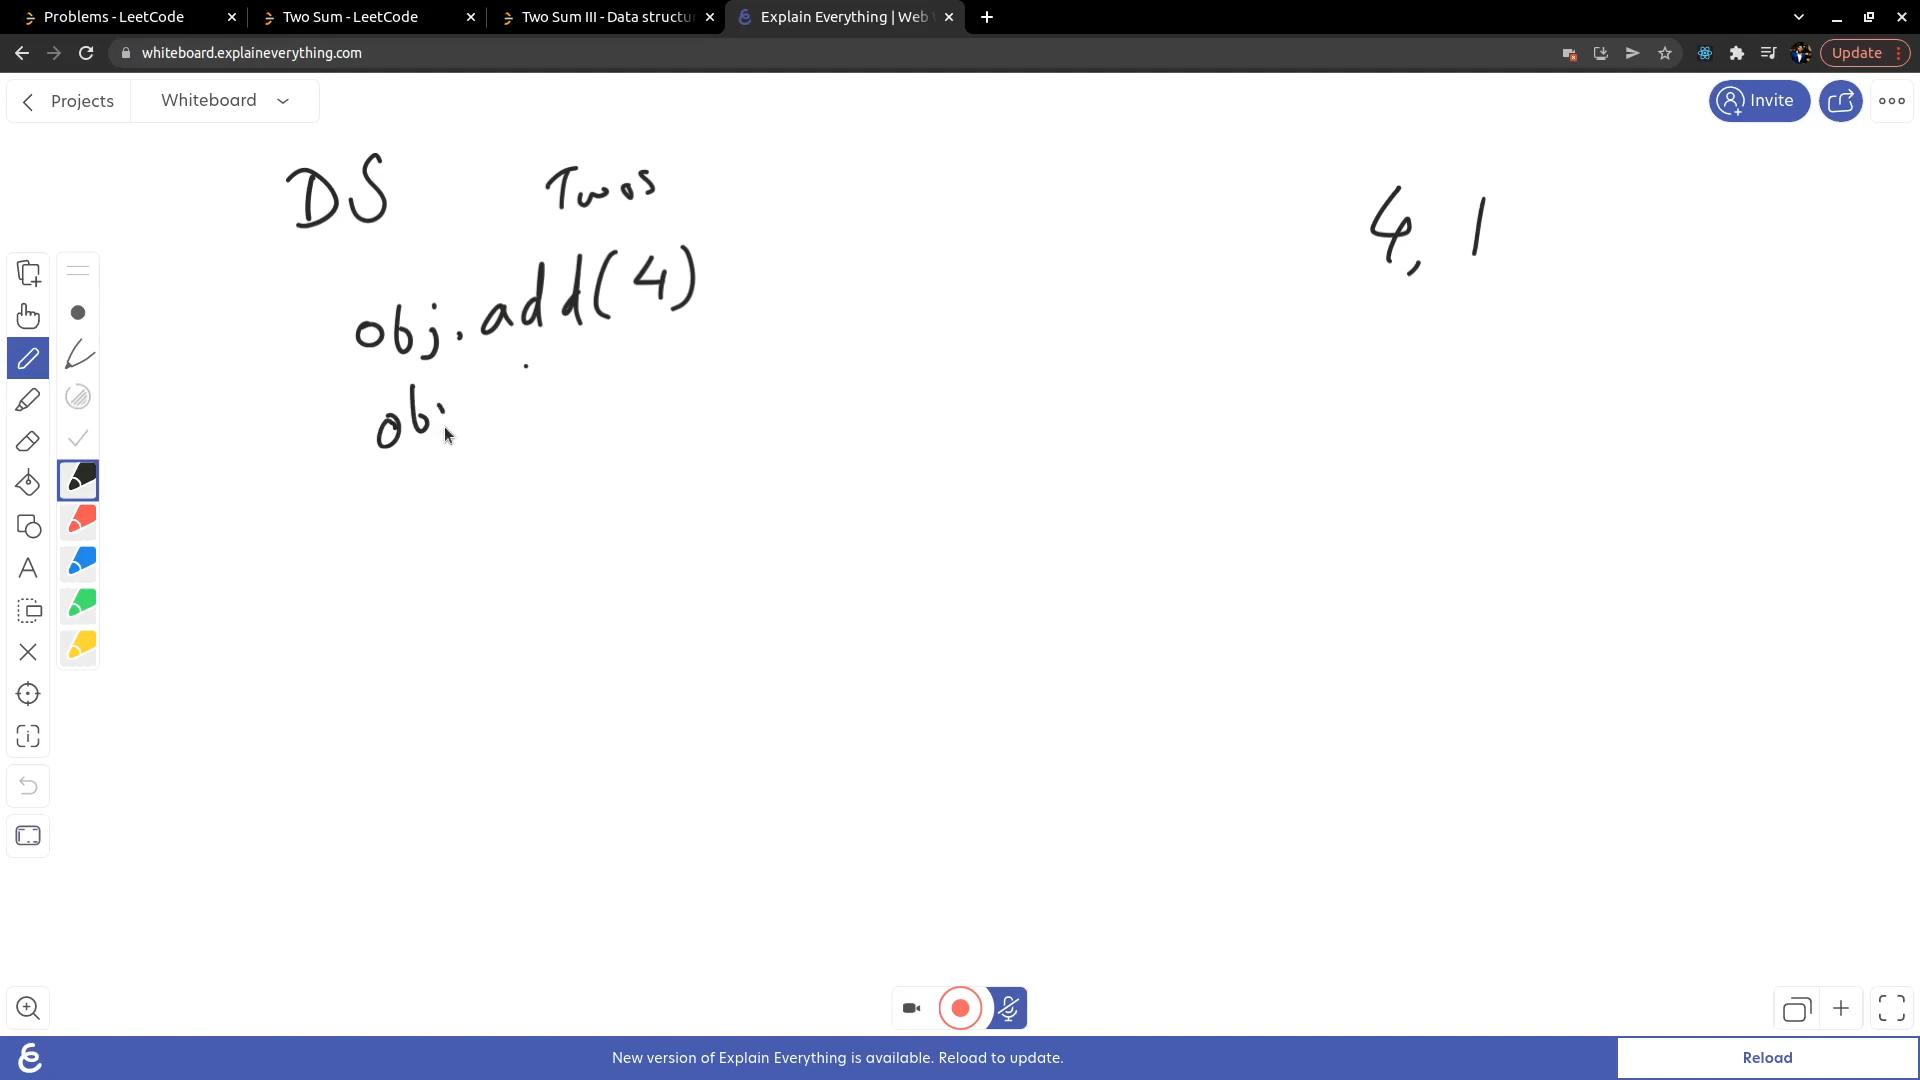 Problems - LeetCode
Two Sum - LeetCode
Two Sum III - Data structu
Explain Everything | Web
whiteboard.explaineverything.com
Update
Projects
Whiteboard
Invite
DS Twos
4, 1
obj.add(4)
obj
A
New version of Explain Everything is available. Reload to update.
Reload